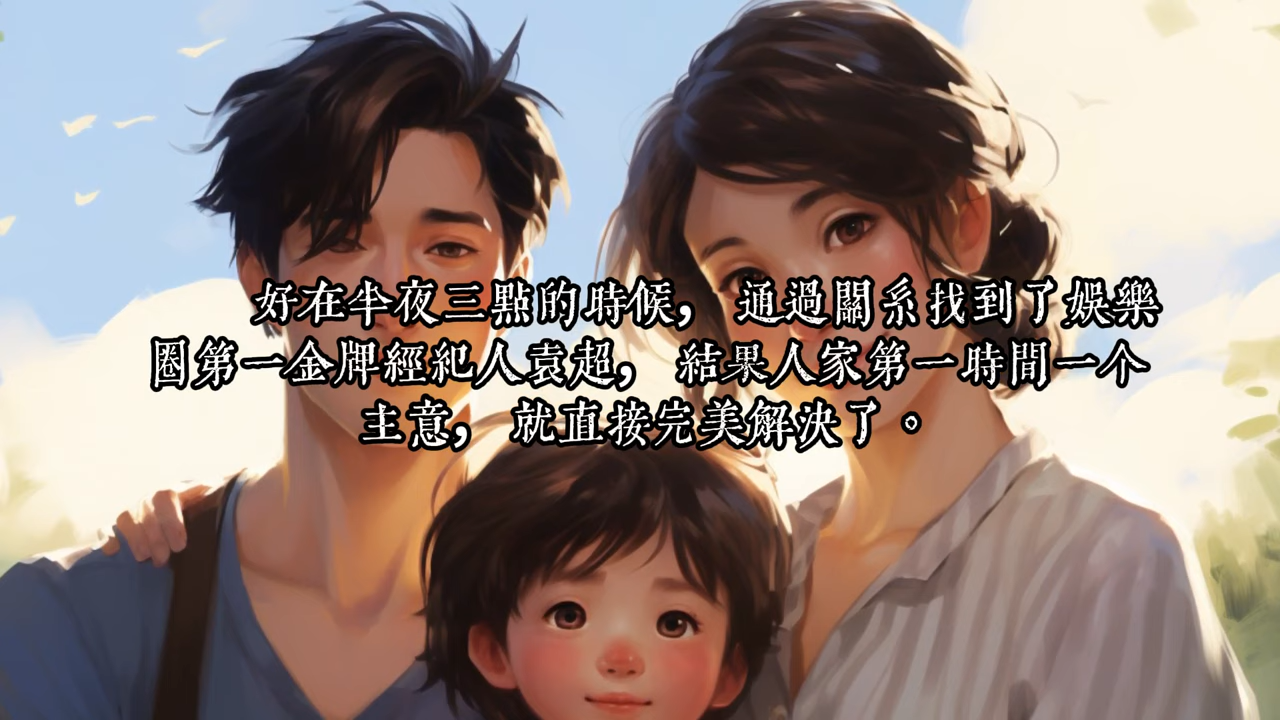 好在半夜三點的時候， 通過關系找到了娛樂
圈第一金牌經紀人袁超， 結果人家第一時間一个
主意， 就直接完美解決了。